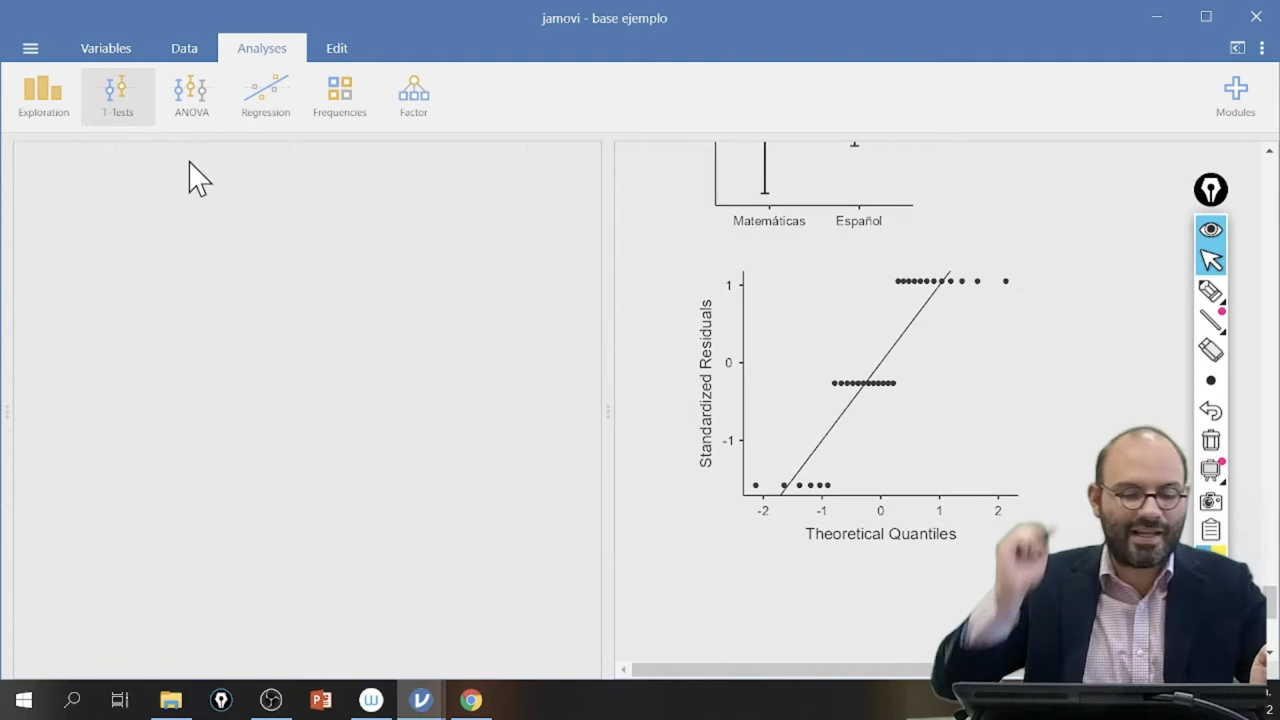 jamovi - base ejemplo
Variables Data Analyses Edit
Exploration T-Tests ANOVA Regression Frequencies Factor Modules
Matemáticas Español
1
0
-1
Standardized Residuals
-2 -1 0 1 2
Theoretical Quantiles